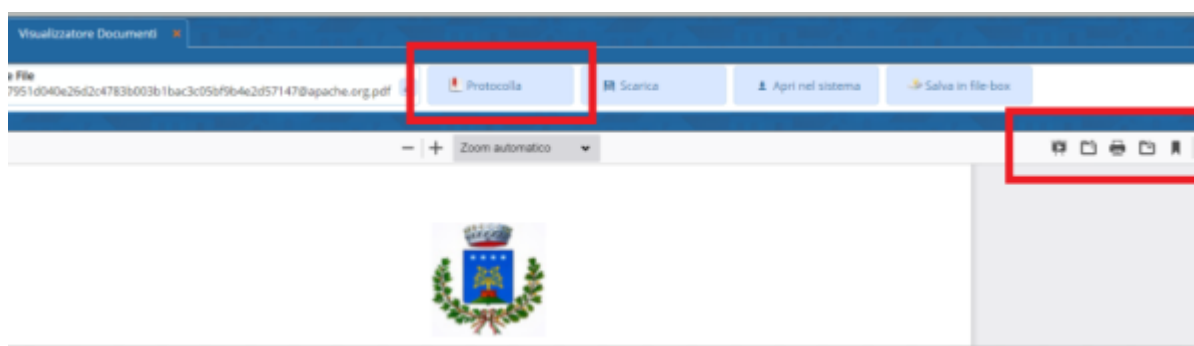 Visualizzatore Documenti
e File
7951d040e26d2c4783b003b1bac3c05bf9b4e2d57147@apache.org.pdf
Protocolla
Scarica
Apri nel sistema
Salva in file-box
Zoom automatico